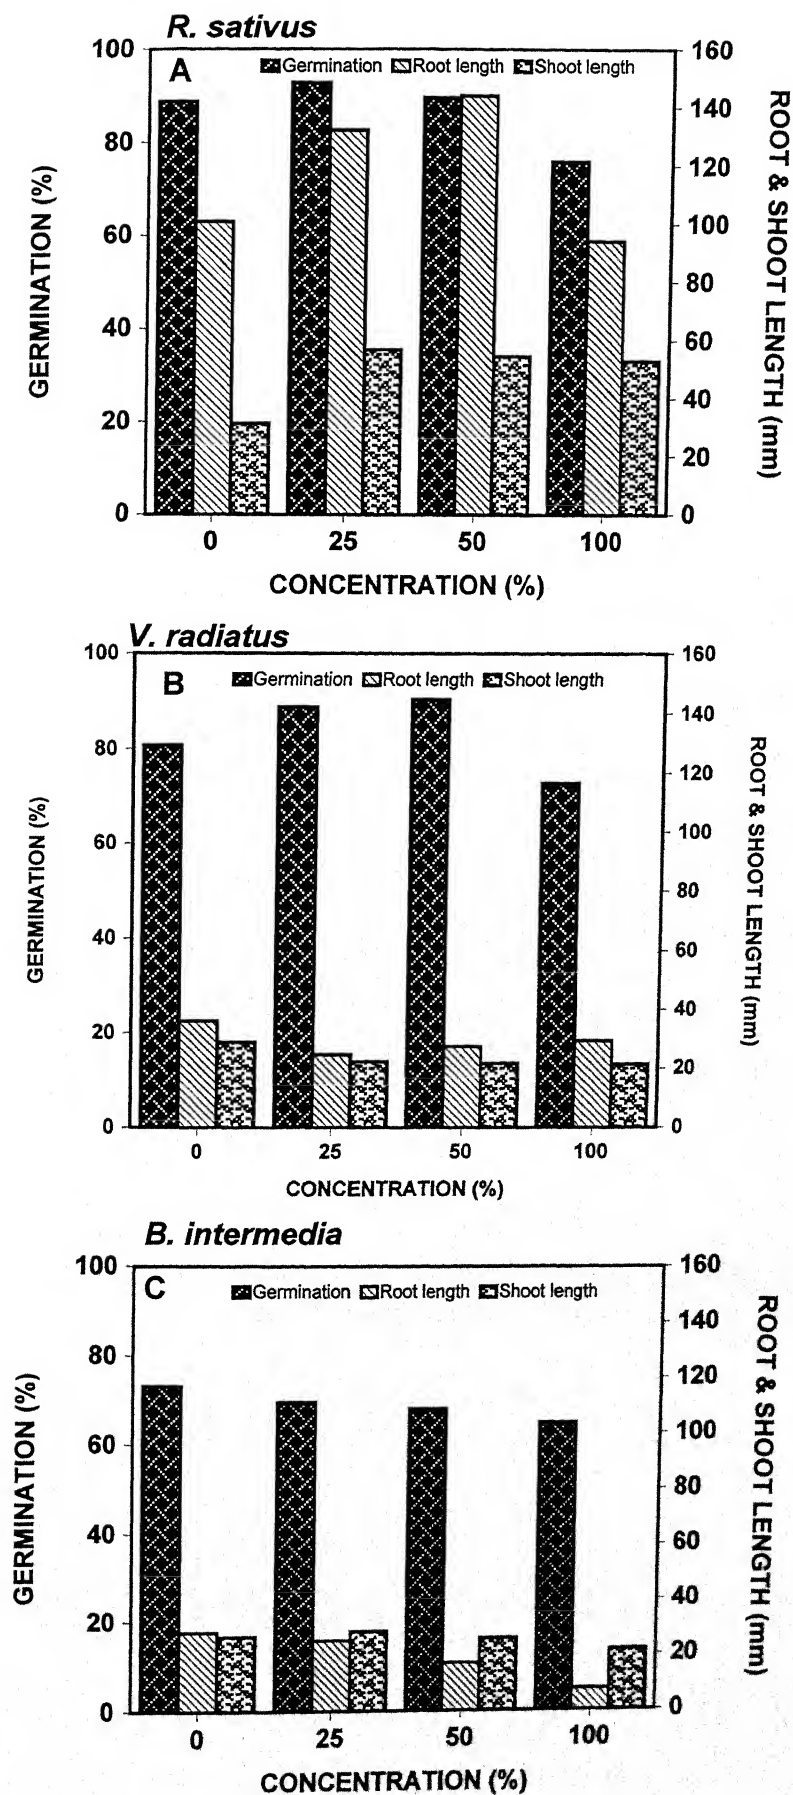 R. sativus
A
Germination Root length Shoot length
100
80
60
40
20
0
GERMINATION (%)
160
140
120
100
80
60
40
20
0
ROOT & SHOOT LENGTH (mm)
0 25 50 100
CONCENTRATION (%)
V. radiatus
B
Germination Root length Shoot length
100
80
60
40
20
0
GERMINATION (%)
160
140
120
100
80
60
40
20
0
ROOT & SHOOT LENGTH (mm)
0 25 50 100
CONCENTRATION (%)
B. intermedia
C
Germination Root length Shoot length
100
80
60
40
20
0
GERMINATION (%)
160
140
120
100
80
60
40
20
0
ROOT & SHOOT LENGTH (mm)
0 25 50 100
CONCENTRATION (%)